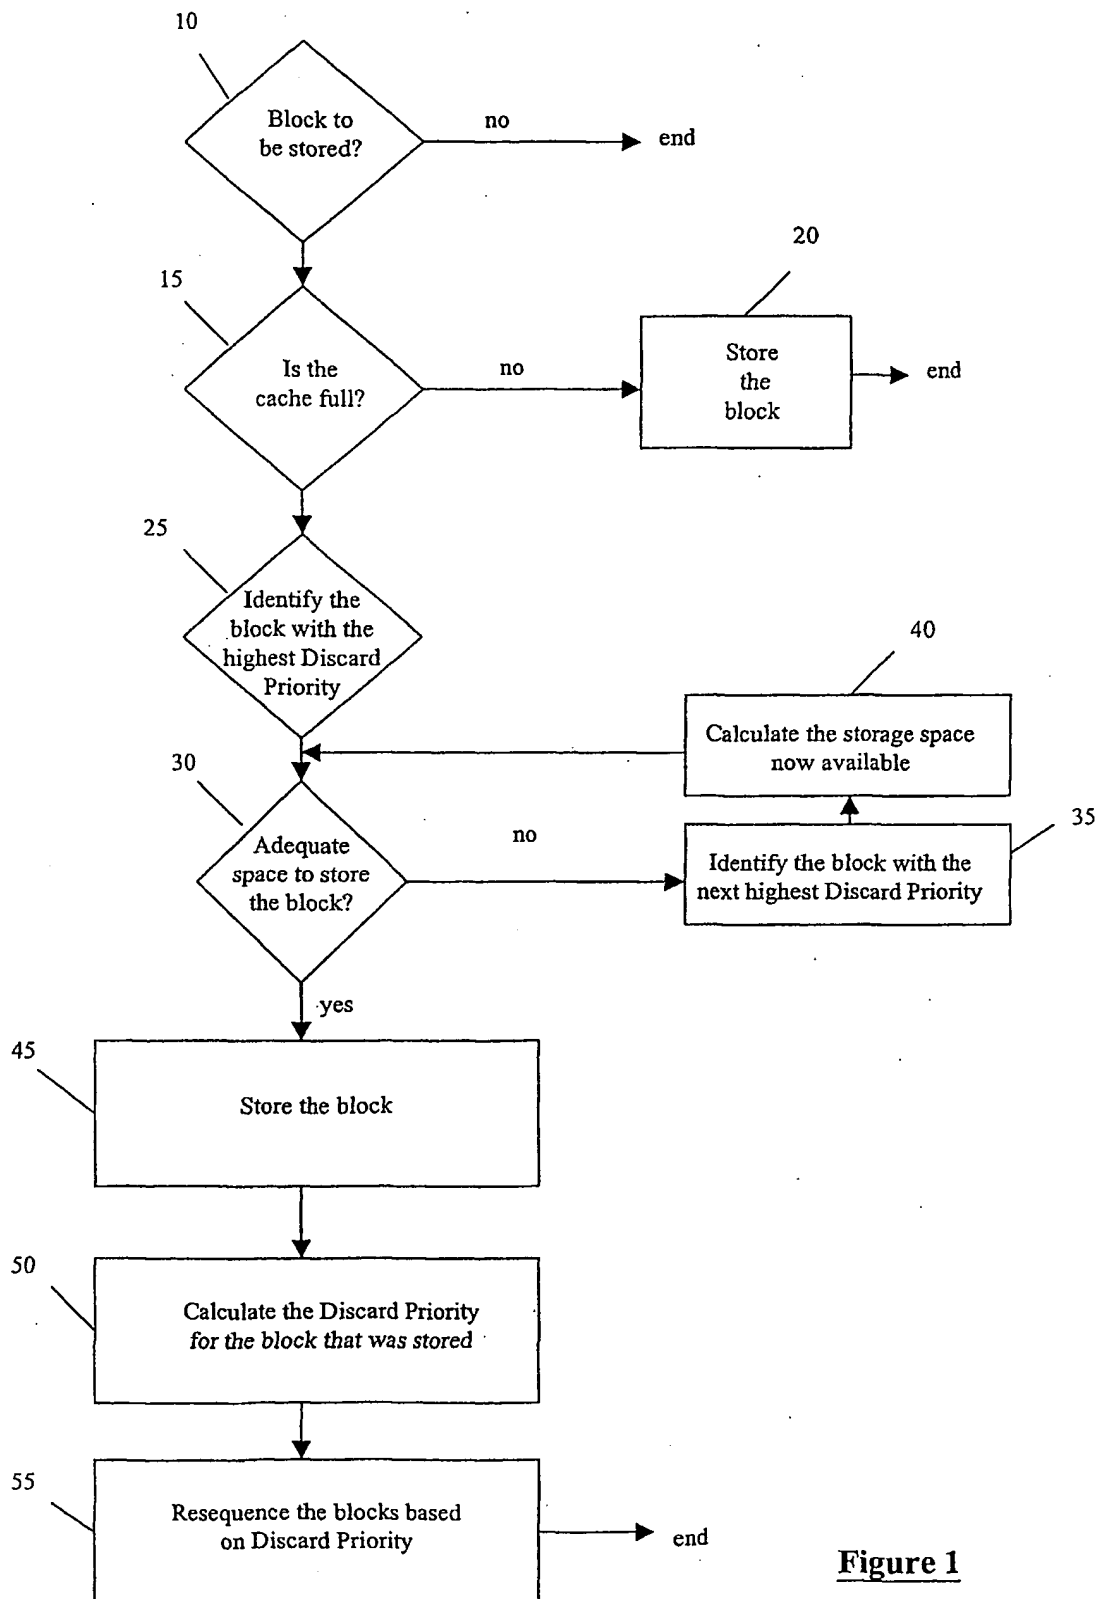 10
Block to
be stored?
no
end
15
Is the
cache full?
no
20
Store
the
block
end
25
Identify the
block with the
highest Discard
Priority
40
Calculate the storage space
now available
30
Adequate
space to store
the block?
no
35
Identify the block with the
next highest Discard Priority
yes
45
Store the block
50
Calculate the Discard Priority
for the block that was stored
55
Resequence the blocks based
on Discard Priority
end
Figure 1